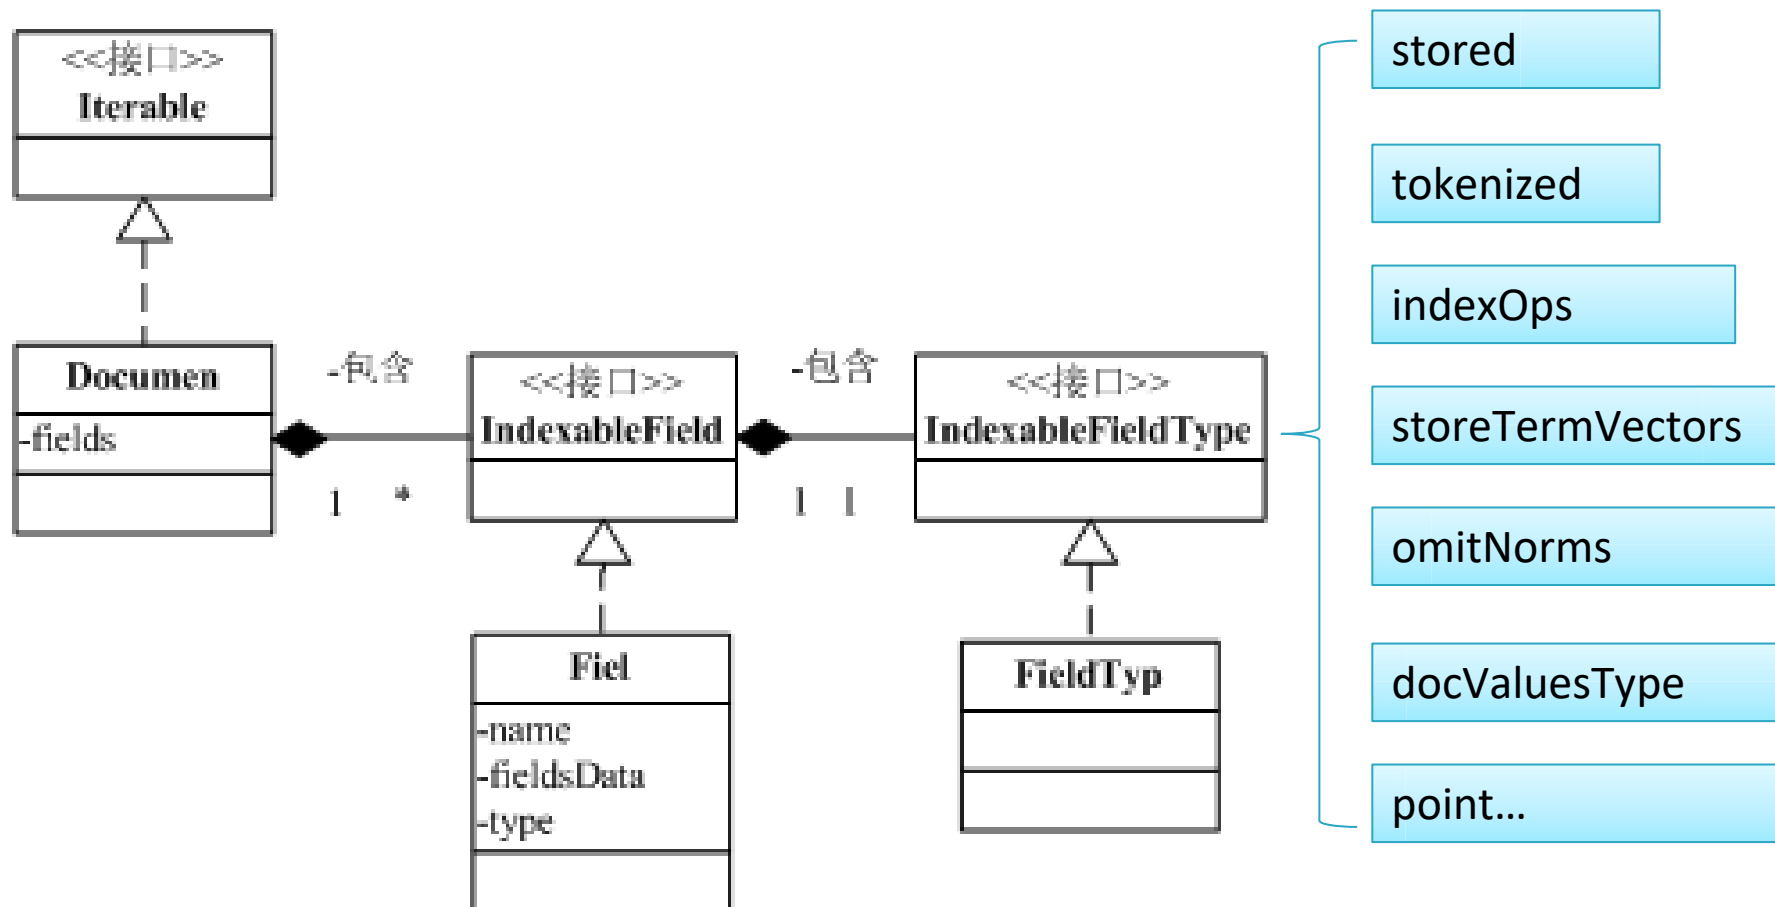 <<接口>>
Iterable
Documen
-fields
-包含
1 *
<<接口>>
IndexableField
-包含
1 1
<<接口>>
IndexableFieldType
Fiel
-name
-fieldsData
-type
FieldTyp
stored
tokenized
indexOps
storeTermVectors
omitNorms
docValuesType
point...